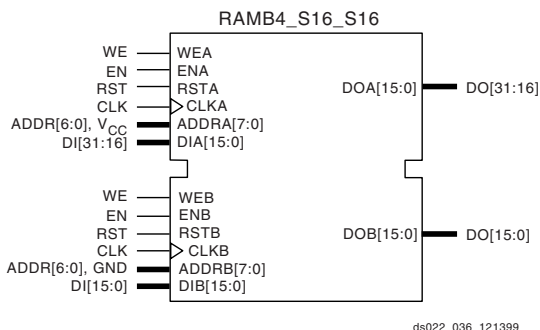 RAMB4_S16_S16
WE WEA
EN ENA
RST RSTA DOA[15:0] DO[31:16]
CLK CLKA
ADDR[6:0], VCC ADDRA[7:0]
DI[31:16] DIA[15:0]
WE WEB
EN ENB
RST RSTB DOB[15:0] DO[15:0]
CLK CLKB
ADDR[6:0], GND ADDRB[7:0]
DI[15:0] DIB[15:0]
ds022_036_121399